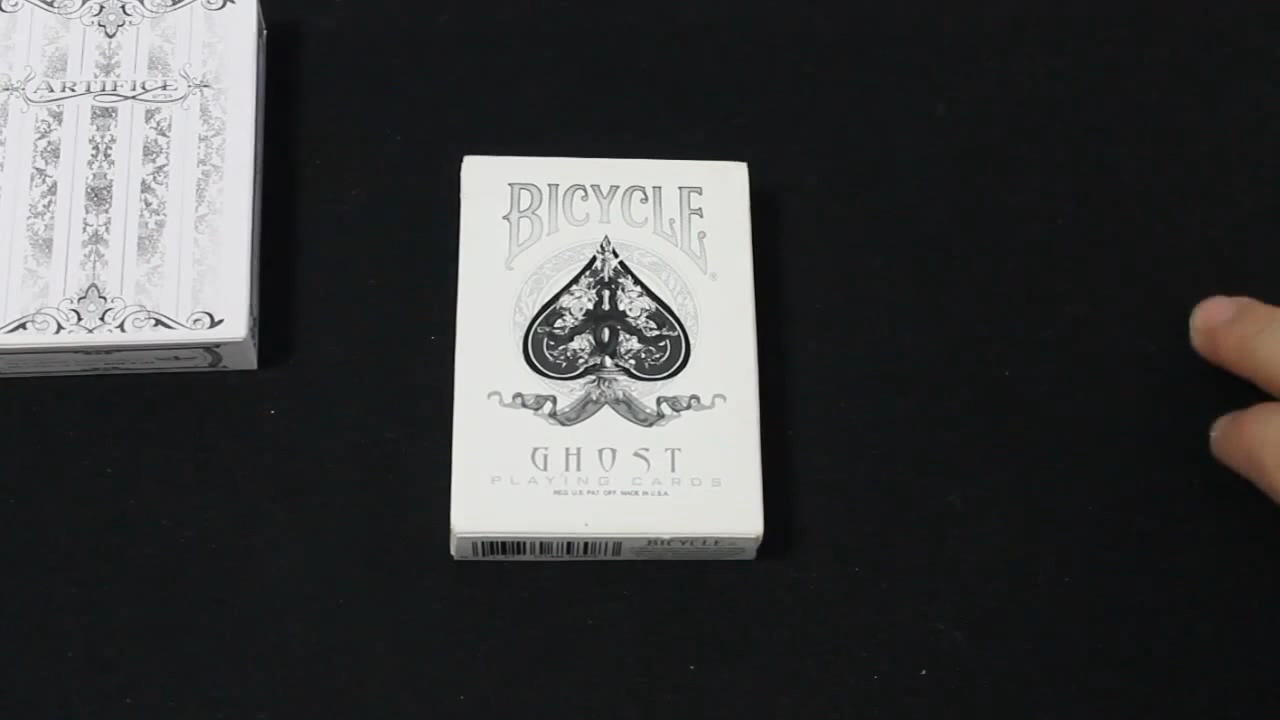 ARTIFICE
BICYCLE
®
GHOST
PLAYING CARDS
REG. U.S. PAT. OFF. MADE IN U.S.A.
BICYCLE